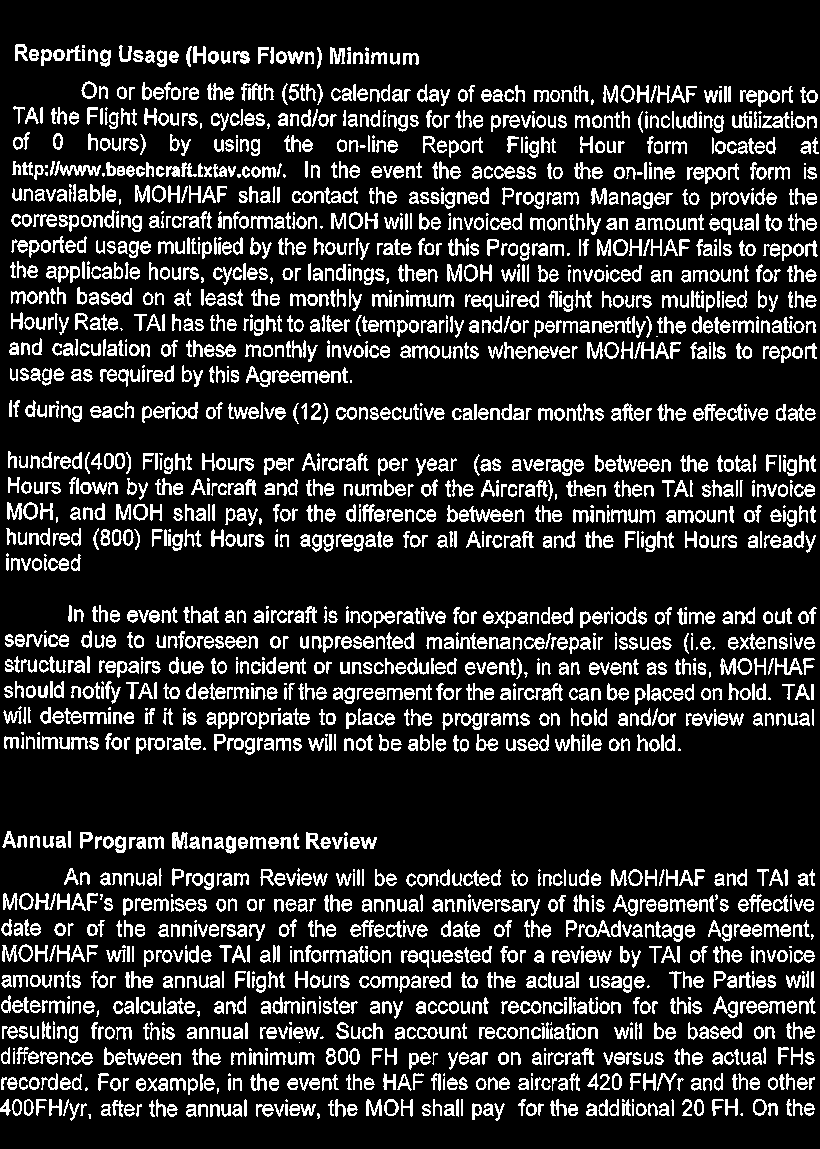 Reporting Usage (Hours Flown) Minimum
On or before the fifth (5th) calendar day of each month, MOH/HAF will report to
TAI the Flight Hours, cycles, and/or landings for the previous month (including utilization
of 0 hours) by using the on-line Report Flight Hour form located at
http://www.beechcraft.txtav.com/. In the event the access to the on-line report form is
unavailable, MOH/HAF shall contact the assigned Program Manager to provide the
corresponding aircraft information. MOH will be invoiced monthly an amount equal to the
reported usage multiplied by the hourly rate for this Program. If MOH/HAF fails to report
the applicable hours, cycles, or landings, then MOH will be invoiced an amount for the
month based on at least the monthly minimum required flight hours multiplied by the
Hourly Rate. TAI has the right to alter (temporarily and/or permanently) the determination
and calculation of these monthly invoice amounts whenever MOH/HAF fails to report
usage as required by this Agreement.
If during each period of twelve (12) consecutive calendar months after the effective date
hundred(400) Flight Hours per Aircraft per year (as average between the total Flight
Hours flown by the Aircraft and the number of the Aircraft), then then TAI shall invoice
MOH, and MOH shall pay, for the difference between the minimum amount of eight
hundred (800) Flight Hours in aggregate for all Aircraft and the Flight Hours already
invoiced
In the event that an aircraft is inoperative for expanded periods of time and out of
service due to unforeseen or unpresented maintenance/repair issues (i.e. extensive
structural repairs due to incident or unscheduled event), in an event as this, MOH/HAF
should notify TAI to determine if the agreement for the aircraft can be placed on hold. TAI
will determine if it is appropriate to place the programs on hold and/or review annual
minimums for prorate. Programs will not be able to be used while on hold.
Annual Program Management Review
An annual Program Review will be conducted to include MOH/HAF and TAI at
MOH/HAF's premises on or near the annual anniversary of this Agreement's effective
date or of the anniversary of the effective date of the ProAdvantage Agreement,
MOH/HAF will provide TAI all information requested for a review by TAI of the invoice
amounts for the annual Flight Hours compared to the actual usage. The Parties will
determine, calculate, and administer any account reconciliation for this Agreement
resulting from this annual review. Such account reconciliation will be based on the
difference between the minimum 800 FH per year on aircraft versus the actual FHs
recorded. For example, in the event the HAF flies one aircraft 420 FH/Yr and the other
400FH/yr, after the annual review, the MOH shall pay for the additional 20 FH. On the